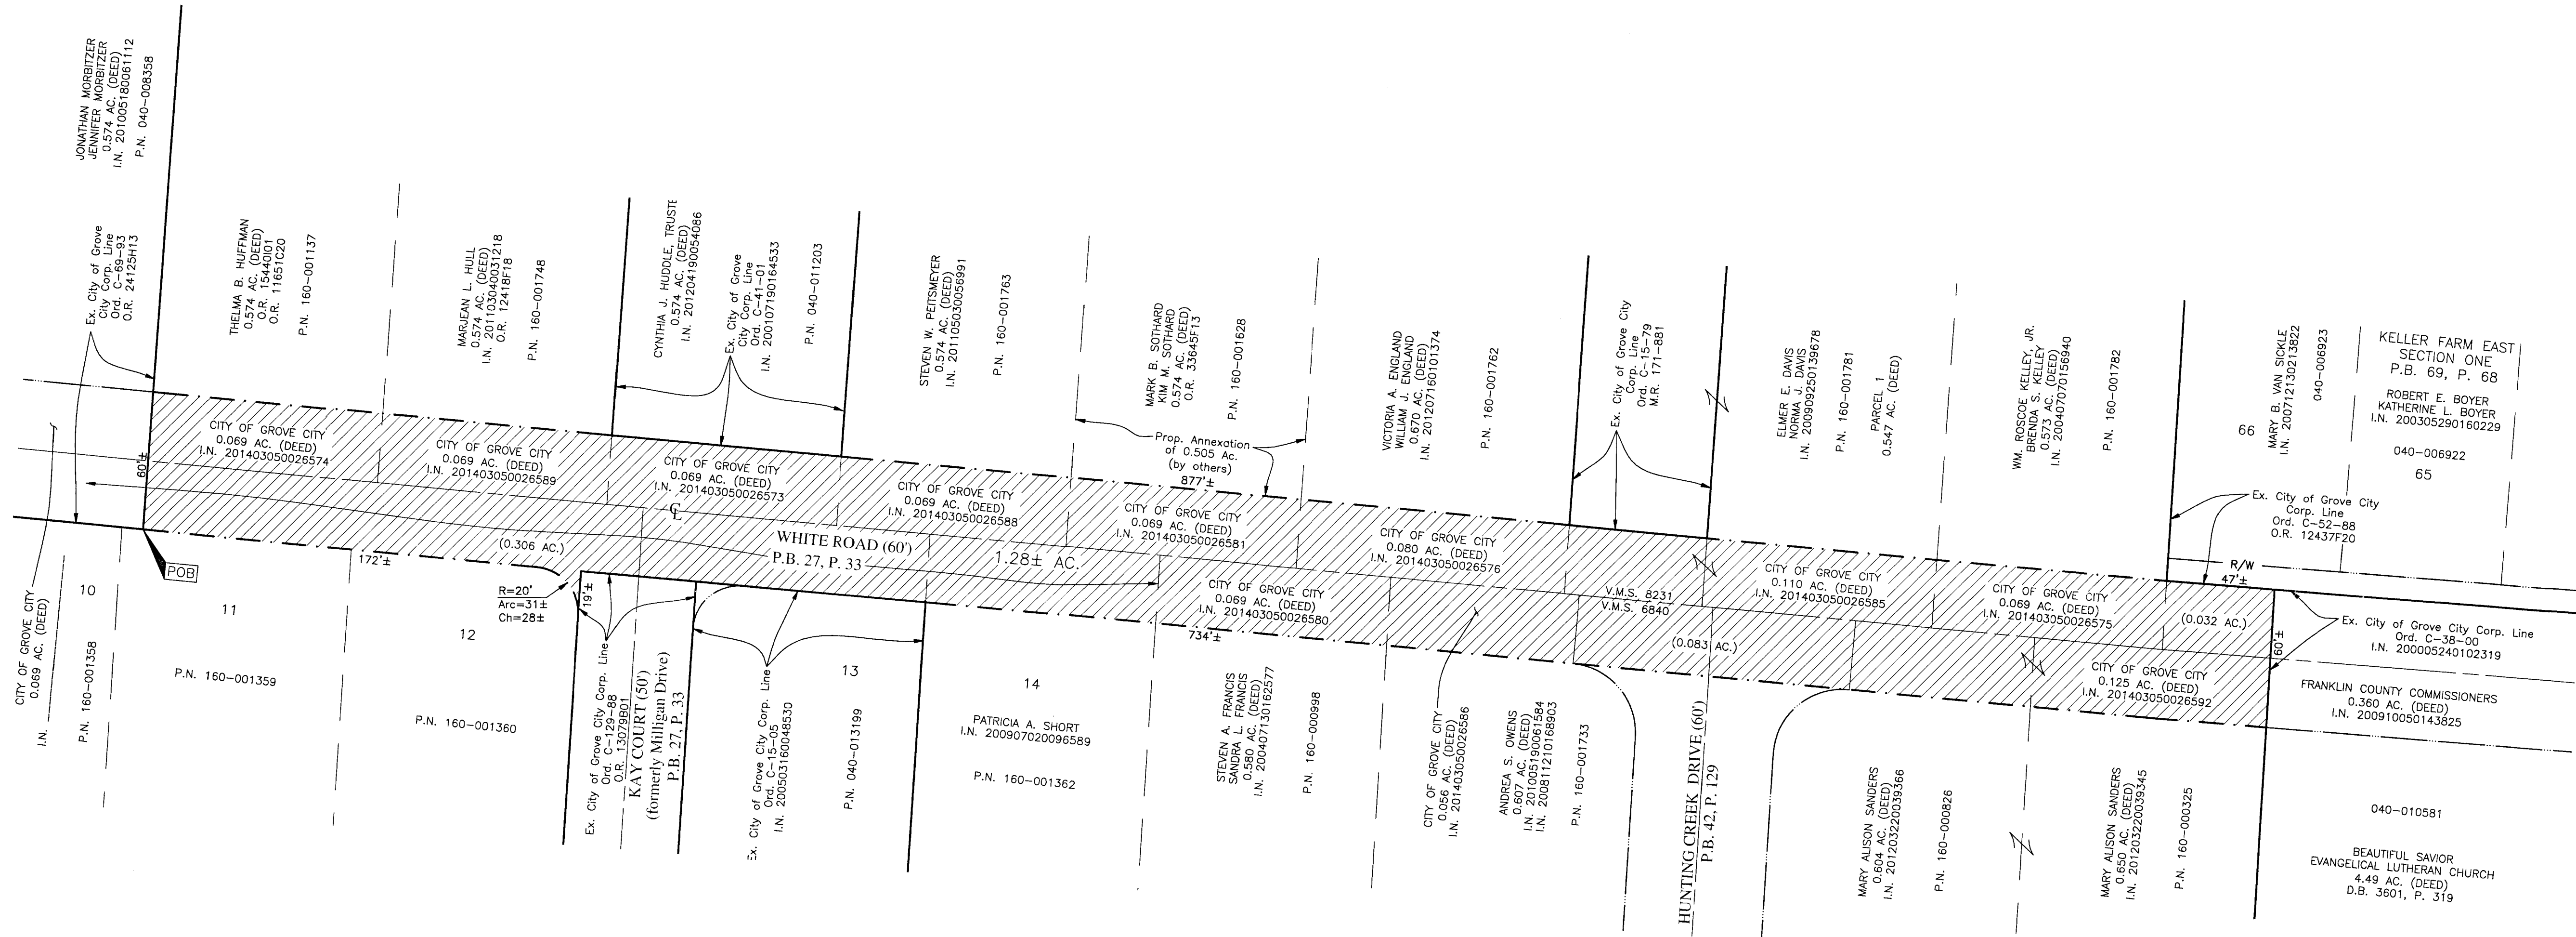 JONATHAN MORBITZER
JENNIFER MORBITZER
0.574 AC. (DEED)
I.N. 201005180061112
P.N. 040-008358
Ex. City of Grove
City Corp. Line
Ord. C-69-93
O.R. 24125H13
THELMA B. HUFFMAN
0.574 AC. (DEED)
O.R. 15440I01
O.R. 11651C20
P.N. 160-001137
MARJEAN L. HULL
0.574 AC. (DEED)
I.N. 201103040031218
O.R. 12418F18
P.N. 160-001748
CYNTHIA J. HUDDLE, TRUSTE
0.574 AC. (DEED)
I.N. 201204190054086
Ex. City of Grove
City Corp. Line
Ord. C-41-01
I.N. 200107190164533
P.N. 040-011203
STEVEN W. PEITSMEYER
0.574 AC. (DEED)
I.N. 201105030056991
P.N. 160-001763
MARK B. SOTHARD
KIM M. SOTHARD
0.574 AC. (DEED)
O.R. 33645F13
P.N. 160-001628
Prop. Annexation
of 0.505 Ac.
(by others)
877'±
VICTORIA A. ENGLAND
WILLIAM J. ENGLAND
0.670 AC. (DEED)
I.N. 201207160101374
P.N. 160-001762
Ex. City of Grove City
Corp. Line
Ord. C-15-79
M.R. 171-881
ELMER E. DAVIS
NORMA J. DAVIS
I.N. 200909250139678
P.N. 160-001781
PARCEL 1
0.547 AC. (DEED)
WM. ROSCOE KELLEY, JR.
BRENDA S. KELLEY
0.573 AC. (DEED)
I.N. 200407070156940
P.N. 160-001782
66
MARY B. VAN SICKLE
I.N. 200712130213822
040-006923
KELLER FARM EAST
SECTION ONE
P.B. 69, P. 68
ROBERT E. BOYER
KATHERINE L. BOYER
I.N. 200305290160229
040-006922
65
Ex. City of Grove City
Corp. Line
Ord. C-52-88
O.R. 12437F20
R/W
47'±
60'±
CITY OF GROVE CITY
0.069 AC. (DEED)
I.N. 201403050026574
CITY OF GROVE CITY
0.069 AC. (DEED)
I.N. 201403050026589
CITY OF GROVE CITY
0.069 AC. (DEED)
I.N. 201403050026573
CITY OF GROVE CITY
0.069 AC. (DEED)
I.N. 201403050026588
CITY OF GROVE CITY
0.069 AC. (DEED)
I.N. 201403050026581
CITY OF GROVE CITY
0.080 AC. (DEED)
I.N. 201403050026576
CITY OF GROVE CITY
0.110 AC. (DEED)
I.N. 201403050026585
CITY OF GROVE CITY
0.069 AC. (DEED)
I.N. 201403050026575
(0.032 AC.)
60'±
Ex. City of Grove City Corp. Line
Ord. C-38-00
I.N. 200005240102319
CL
(0.306 AC.)
WHITE ROAD (60')
P.B. 27, P. 33
1.28± AC.
CITY OF GROVE CITY
0.069 AC. (DEED)
I.N. 201403050026580
V.M.S. 8231
V.M.S. 6840
(0.083 AC.)
CITY OF GROVE CITY
0.125 AC. (DEED)
I.N. 201403050026592
FRANKLIN COUNTY COMMISSIONERS
0.360 AC. (DEED)
I.N. 200910050143825
POB
172'±
R=20'
Arc=31±
Ch=28±
19'±
734'±
CITY OF GROVE CITY
0.069 AC. (DEED)
I.N.
10
P.N. 160-001358
11
P.N. 160-001359
12
P.N. 160-001360
Ex. City of Grove City Corp. Line
Ord. C-129-88
O.R. 13079B01
KAY COURT (50')
(formerly Milligan Drive)
P.B. 27, P. 33
Ex. City of Grove City Corp. Line
Ord. C-15-05
I.N. 200503160048530
13
P.N. 040-013199
14
PATRICIA A. SHORT
I.N. 200907020096589
P.N. 160-001362
STEVEN A. FRANCIS
SANDRA L. FRANCIS
0.580 AC. (DEED)
I.N. 200407130162577
P.N. 160-000998
CITY OF GROVE CITY
0.056 AC. (DEED)
I.N. 201403050026586
ANDREA S. OWENS
0.607 AC. (DEED)
I.N. 201005190061584
I.N. 200811210168903
P.N. 160-001733
HUNTING CREEK DRIVE (60')
P.B. 42, P. 129
MARY ALISON SANDERS
0.604 AC. (DEED)
I.N. 201203220039366
P.N. 160-000826
MARY ALISON SANDERS
0.650 AC. (DEED)
I.N. 201203220039345
P.N. 160-000325
040-010581
BEAUTIFUL SAVIOR
EVANGELICAL LUTHERAN CHURCH
4.49 AC. (DEED)
D.B. 3601, P. 319